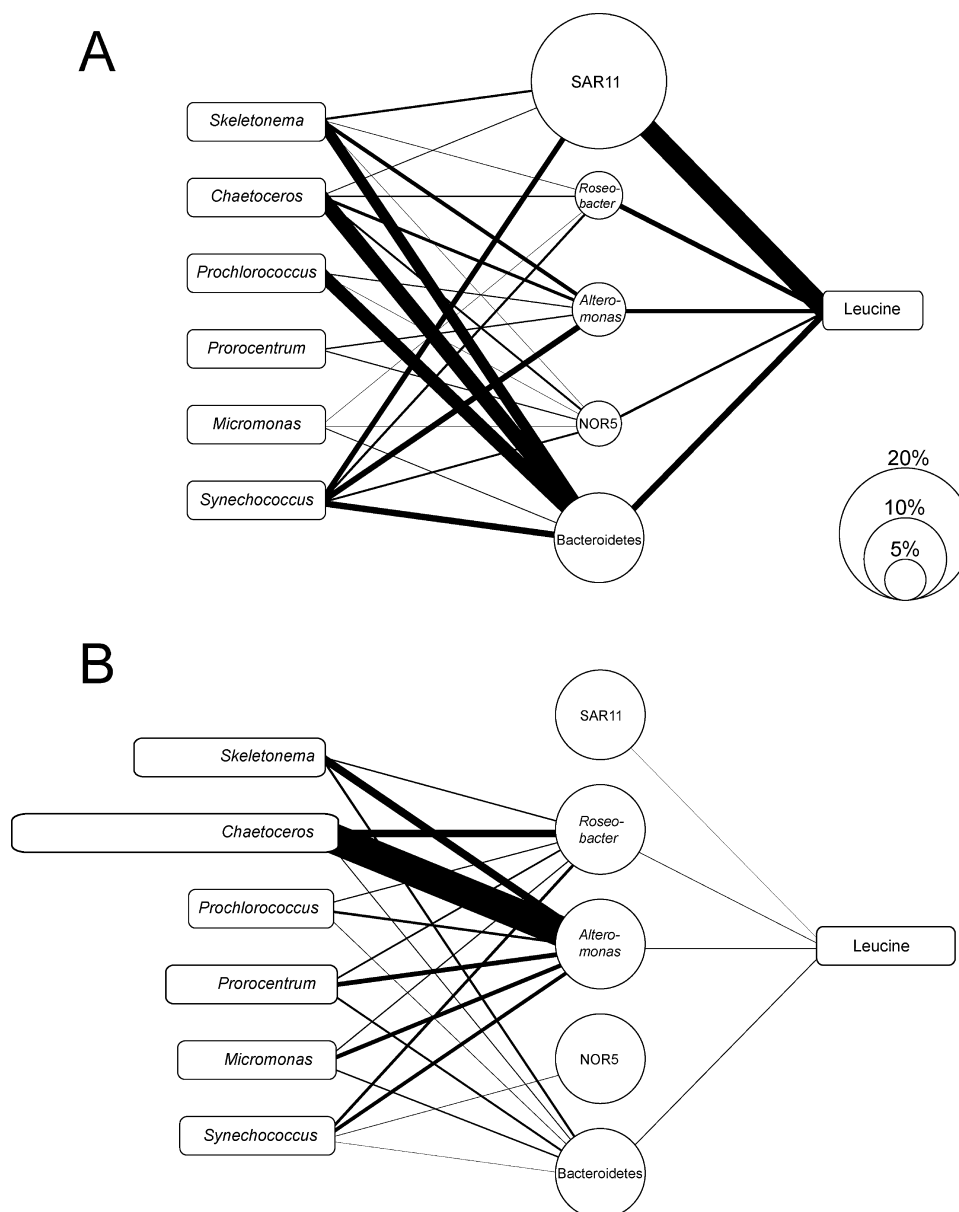 A
SAR11
Skeletonema
Chaetoceros
Roseo-
bacter
Prochlorococcus
Altero-
monas
Leucine
Prorocentrum
Micromonas
NOR5
Synechococcus
Bacteroidetes
20%
10%
5%
B
SAR11
Skeletonema
Chaetoceros
Roseo-
bacter
Prochlorococcus
Altero-
monas
Leucine
Prorocentrum
Micromonas
NOR5
Synechococcus
Bacteroidetes